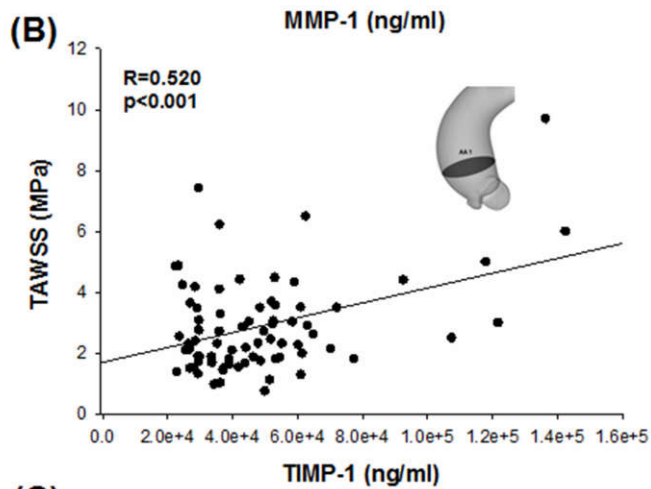 (B)
MMP-1 (ng/ml)
12
10
8
6
4
2
0
TAWSS (MPa)
R=0.520
p<0.001
AA 1
0.0 2.0e+4 4.0e+4 6.0e+4 8.0e+4 1.0e+5 1.2e+5 1.4e+5 1.6e+5
TIMP-1 (ng/ml)